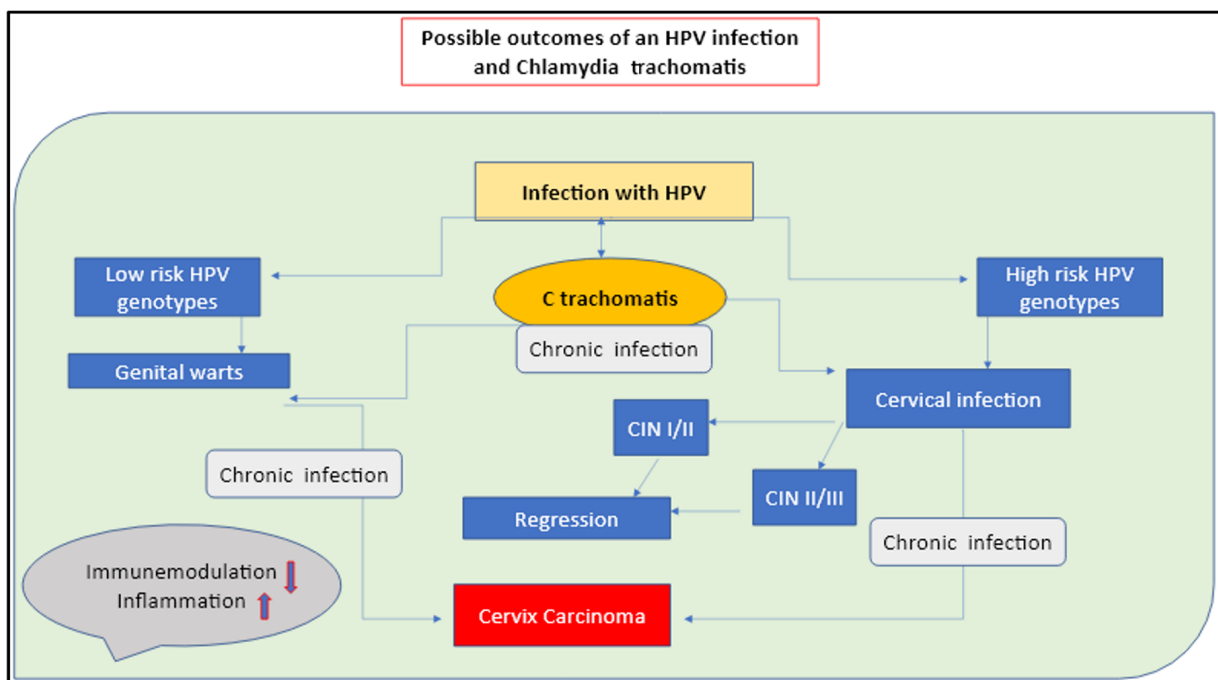 Possible outcomes of an HPV infection
and Chlamydia trachomatis
Infection with HPV
Low risk HPV
genotypes
C trachomatis
High risk HPV
genotypes
Chronic infection
Genital warts
Cervical infection
CIN I/II
Chronic infection
CIN II/III
Regression
Chronic infection
Immunemodulation
Inflammation
Cervix Carcinoma